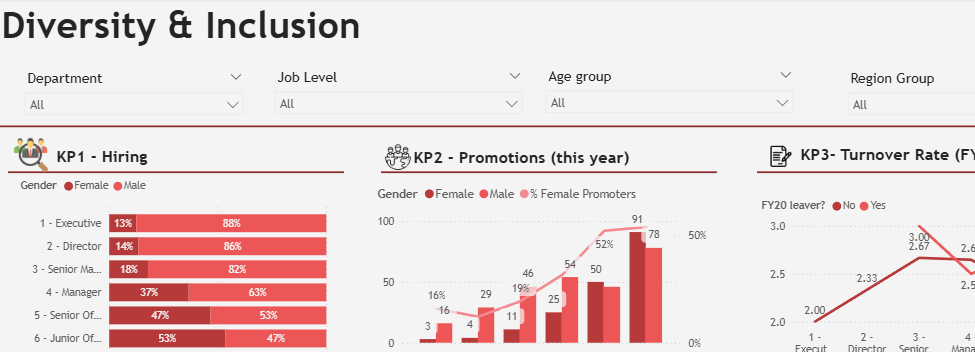 Diversity & Inclusion
Department
Job Level
Age group
Region Group
All
All
All
All
KP1 - Hiring
KP2 - Promotions (this year)
KP3- Turnover Rate (FY
Gender Female Male
Gender Female Male % Female Promoters
FY20 leaver? No Yes
1 - Executive 13% 88%
2 - Director 14% 86%
3 - Senior Ma... 18% 82%
4 - Manager 37% 63%
5 - Senior Of... 47% 53%
6 - Junior Of... 53% 47%
100
50
0
50%
0%
3 16 16%
4 29
11 46 19%
25 54
50 52%
91 78
3.0
2.5
2.0
2.00
2.33
3.00
2.67
1 -
Execut
2 -
Director
3 -
Senior
4 -
Mana